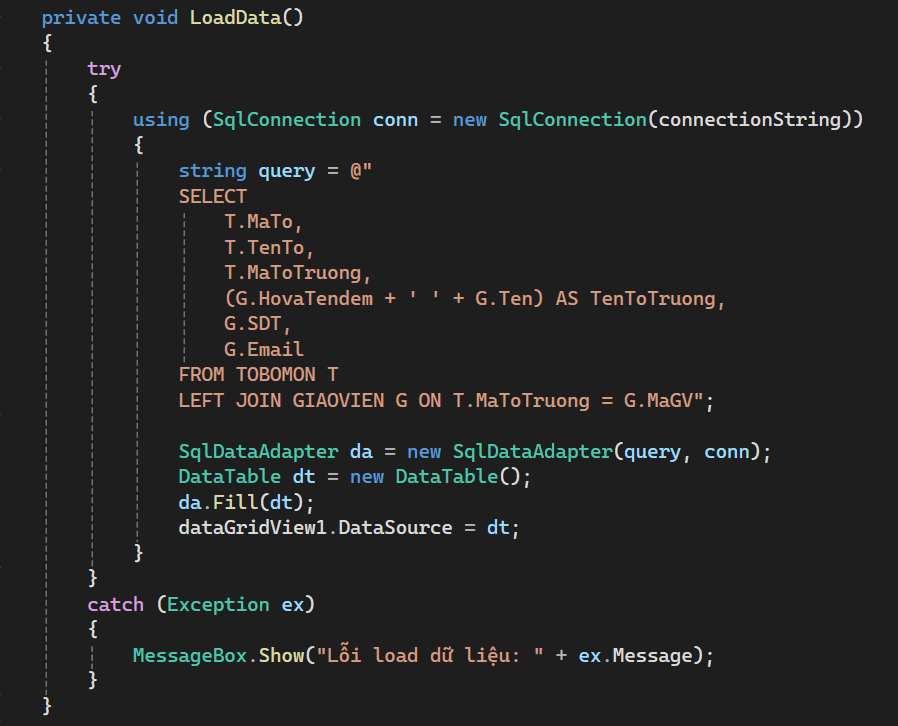 private void LoadData()
{
try
{
using (SqlConnection conn = new SqlConnection(connectionString))
{
string query = @"
SELECT
T.MaTo,
T.TenTo,
T.MaToTruong,
(G.HovaTendem + ' ' + G.Ten) AS TenToTruong,
G.SDT,
G.Email
FROM TOBOMON T
LEFT JOIN GIAOVIEN G ON T.MaToTruong = G.MaGV";
SqlDataAdapter da = new SqlDataAdapter(query, conn);
DataTable dt = new DataTable();
da.Fill(dt);
dataGridView1.DataSource = dt;
}
}
catch (Exception ex)
{
MessageBox.Show("Lỗi load dữ liệu: " + ex.Message);
}
}